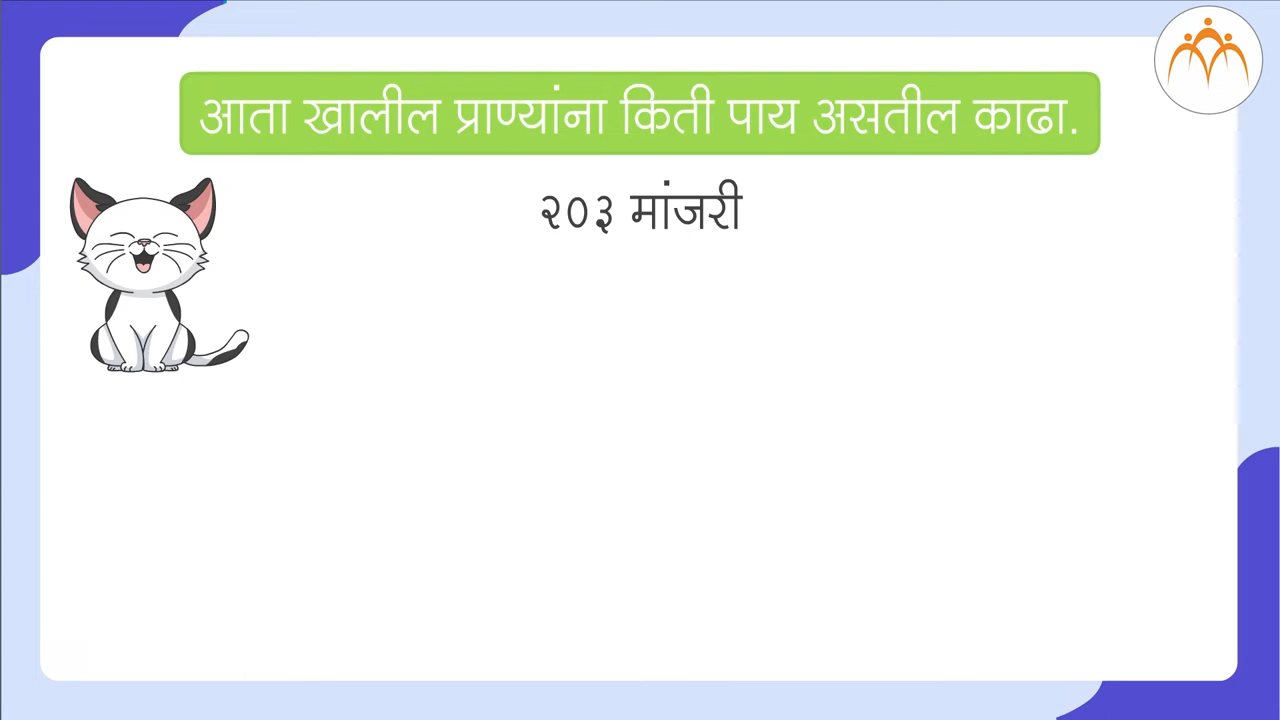 आता खालील प्राण्यांना किती पाय असतील काढा.
२०३ मांजरी